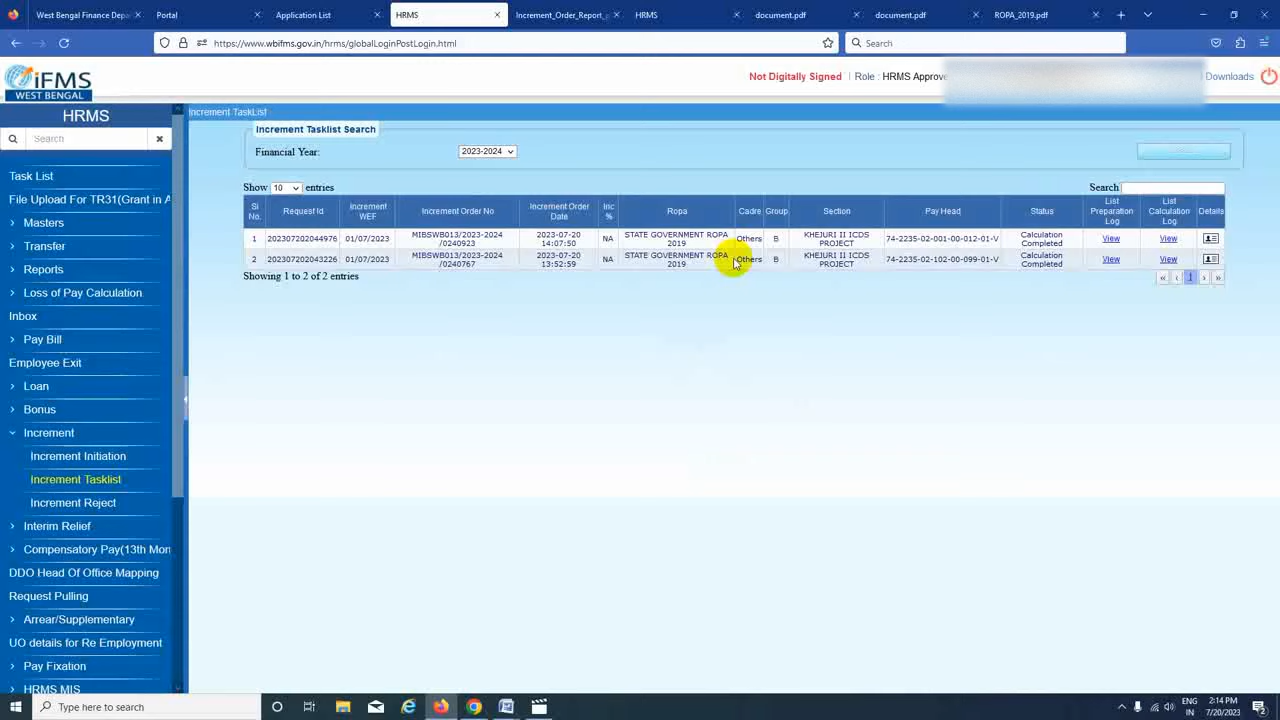 West Bengal Finance Depar
Portal
Application List
HRMS
Increment_Order_Report_
HRMS
document.pdf
document.pdf
ROPA_2019.pdf
https://www.wbifms.gov.in/hrms/globalLoginPostLogin.html
Search
iFMS
WEST BENGAL
Not Digitally Signed
Role : HRMS Approve
Downloads
HRMS
Search
Task List
File Upload For TR31(Grant in A
Masters
Transfer
Reports
Loss of Pay Calculation
Inbox
Pay Bill
Employee Exit
Loan
Bonus
Increment
Increment Initiation
Increment Tasklist
Increment Reject
Interim Relief
Compensatory Pay(13th Mon
DDO Head Of Office Mapping
Request Pulling
Arrear/Supplementary
UO details for Re Employment
Pay Fixation
HRMS MIS
Increment TaskList
Increment Tasklist Search
Financial Year: 2023-2024
Show 10 entries
Search
Sl No. Request Id Increment WEF Increment Order No Increment Order Date Inc % Ropa Cadre Group Section Pay Head Status List Preparation Log List Calculation Log Details
1 202307202044976 01/07/2023 MIBSWB013/2023-2024 /0240923 2023-07-20 14:07:50 NA STATE GOVERNMENT ROPA 2019 Others B KHEJURI II ICDS PROJECT 74-2235-02-001-00-012-01-V Calculation Completed View View
2 202307202043226 01/07/2023 MIBSWB013/2023-2024 /0240767 2023-07-20 13:52:59 NA STATE GOVERNMENT ROPA 2019 Others B KHEJURI II ICDS PROJECT 74-2235-02-102-00-099-01-V Calculation Completed View View
Showing 1 to 2 of 2 entries
« ‹ 1 › »
Type here to search
ENG
IN
2:14 PM
7/20/2023
2